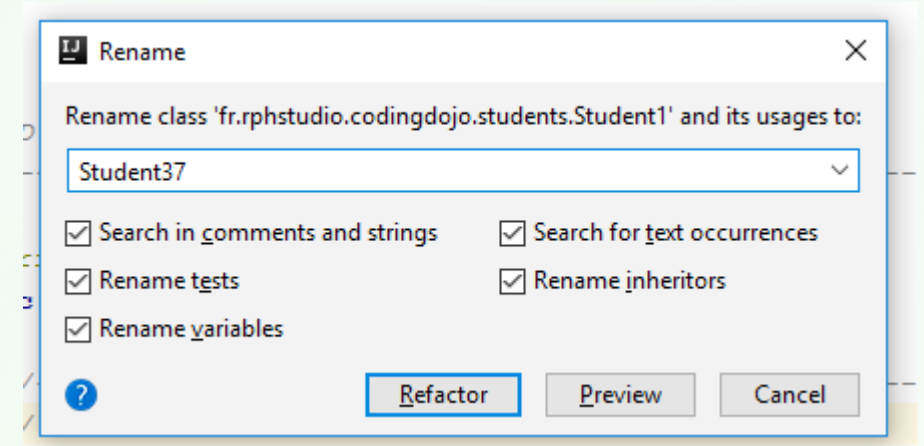 IJ Rename
Rename class 'fr.rphstudio.codingdojo.students.Student1' and its usages to:
Student37
Search in comments and strings Search for text occurrences
Rename tests Rename inheritors
Rename variables
? Refactor Preview Cancel